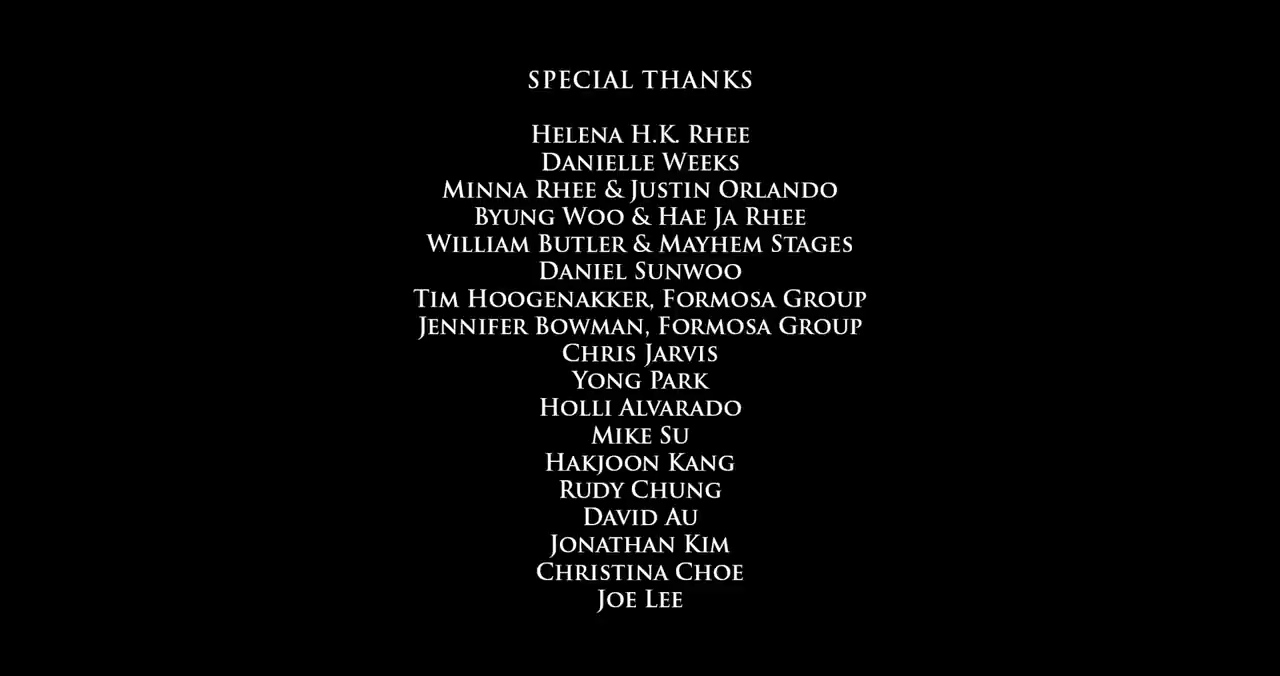 SPECIAL THANKS
HELENA H.K. RHEE
DANIELLE WEEKS
MINNA RHEE & JUSTIN ORLANDO
BYUNG WOO & HAE JA RHEE
WILLIAM BUTLER & MAYHEM STAGES
DANIEL SUNWOO
TIM HOOGENAKKER, FORMOSA GROUP
JENNIFER BOWMAN, FORMOSA GROUP
CHRIS JARVIS
YONG PARK
HOLLI ALVARADO
MIKE SU
HAKJOON KANG
RUDY CHUNG
DAVID AU
JONATHAN KIM
CHRISTINA CHOE
JOE LEE